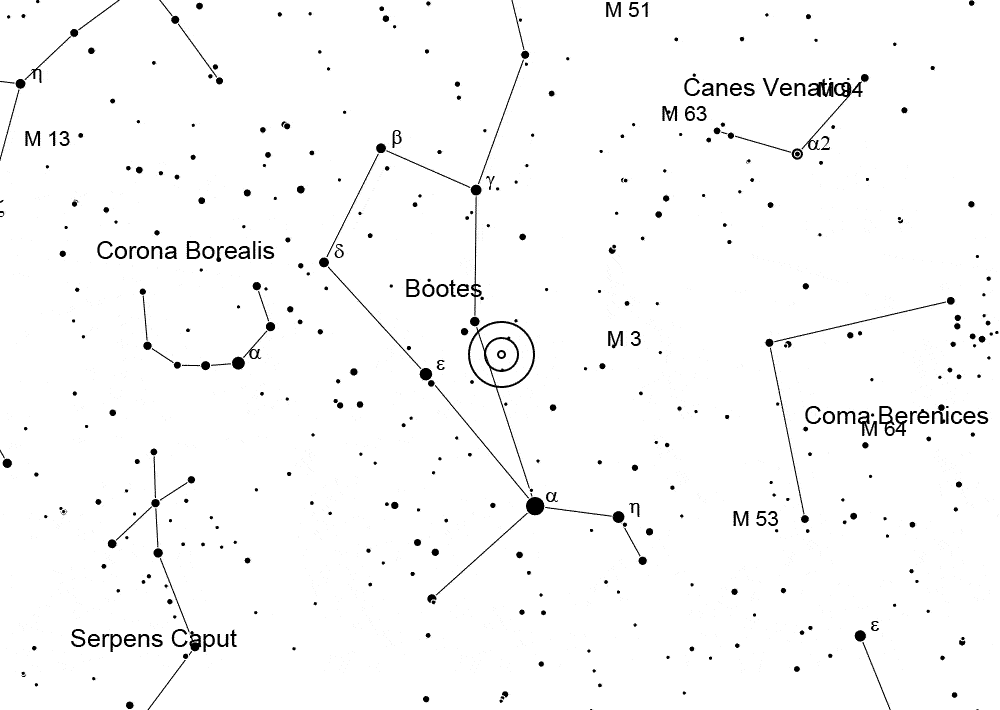 M 51
η
Canes Venatici
M 94
M 63
M 13
β
α2
γ
ζ
Corona Borealis
δ
Bootes
M 3
α
ε
Coma Berenices
M 64
α
η
M 53
ε
Serpens Caput